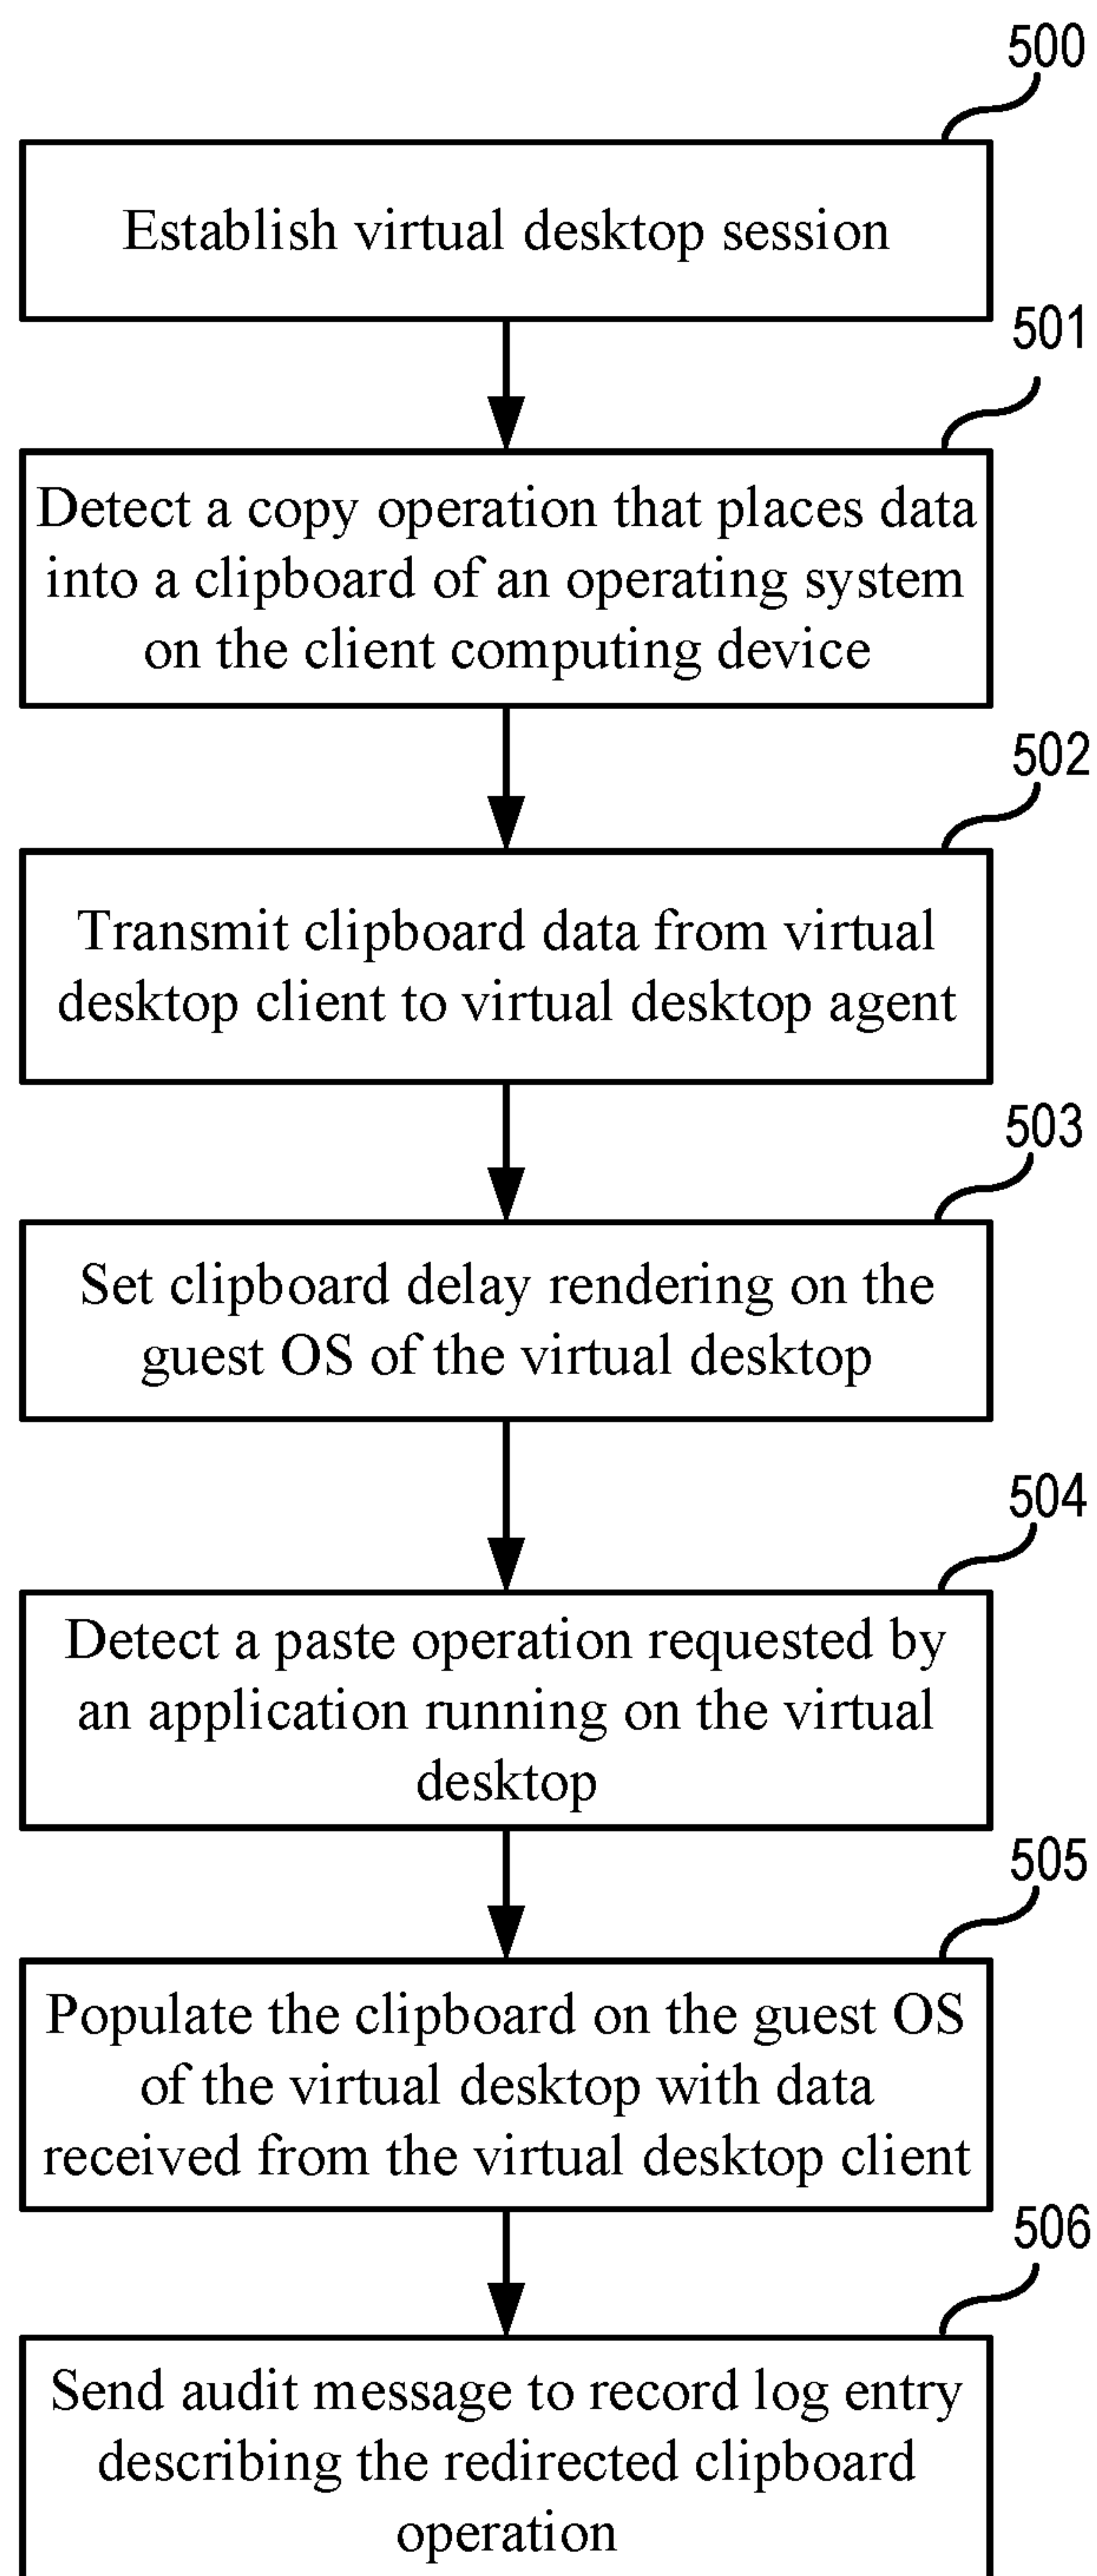 500
Establish virtual desktop session
501
Detect a copy operation that places data
into a clipboard of an operating system
on the client computing device
502
Transmit clipboard data from virtual
desktop client to virtual desktop agent
503
Set clipboard delay rendering on the
guest OS of the virtual desktop
504
Detect a paste operation requested by
an application running on the virtual
desktop
505
Populate the clipboard on the guest OS
of the virtual desktop with data
received from the virtual desktop client
506
Send audit message to record log entry
describing the redirected clipboard
operation